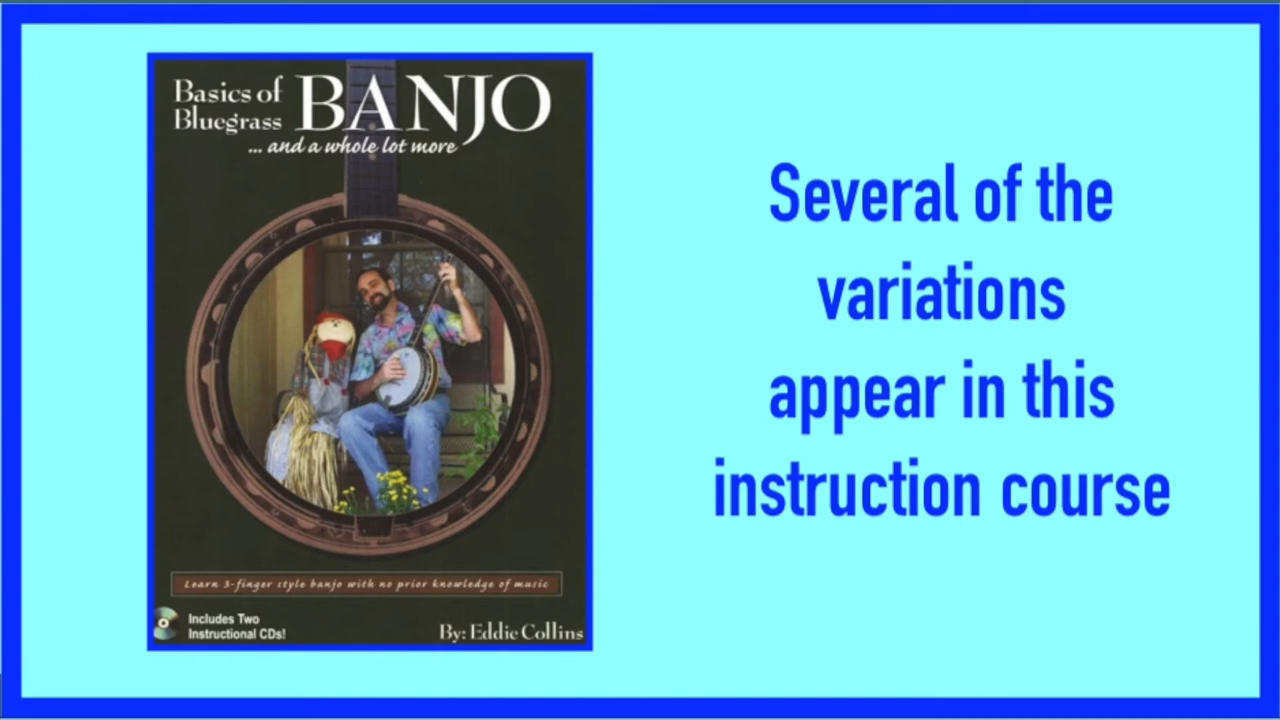 Basics of
Bluegrass
BANJO
... and a whole lot more
Learn 3-finger style banjo with no prior knowledge of music
Includes Two
Instructional CDs!
By: Eddie Collins
Several of the
variations
appear in this
instruction course